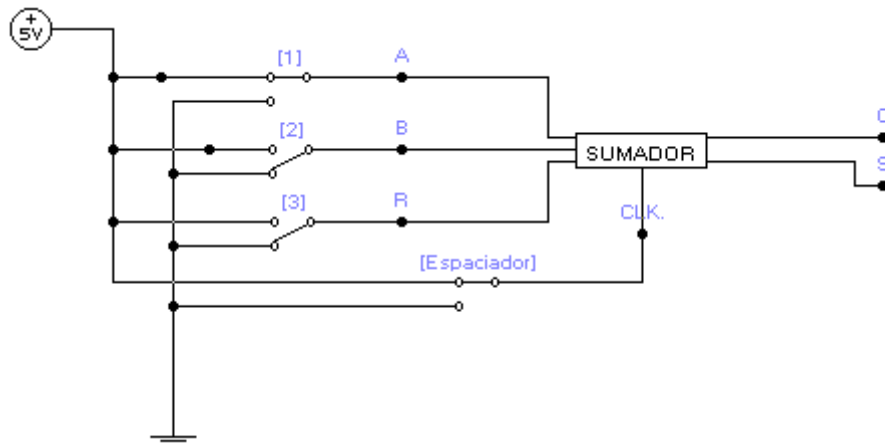 +
5V
[1]
A
[2]
B
SUMADOR
[3]
R
CLK.
[Espaciador]
S